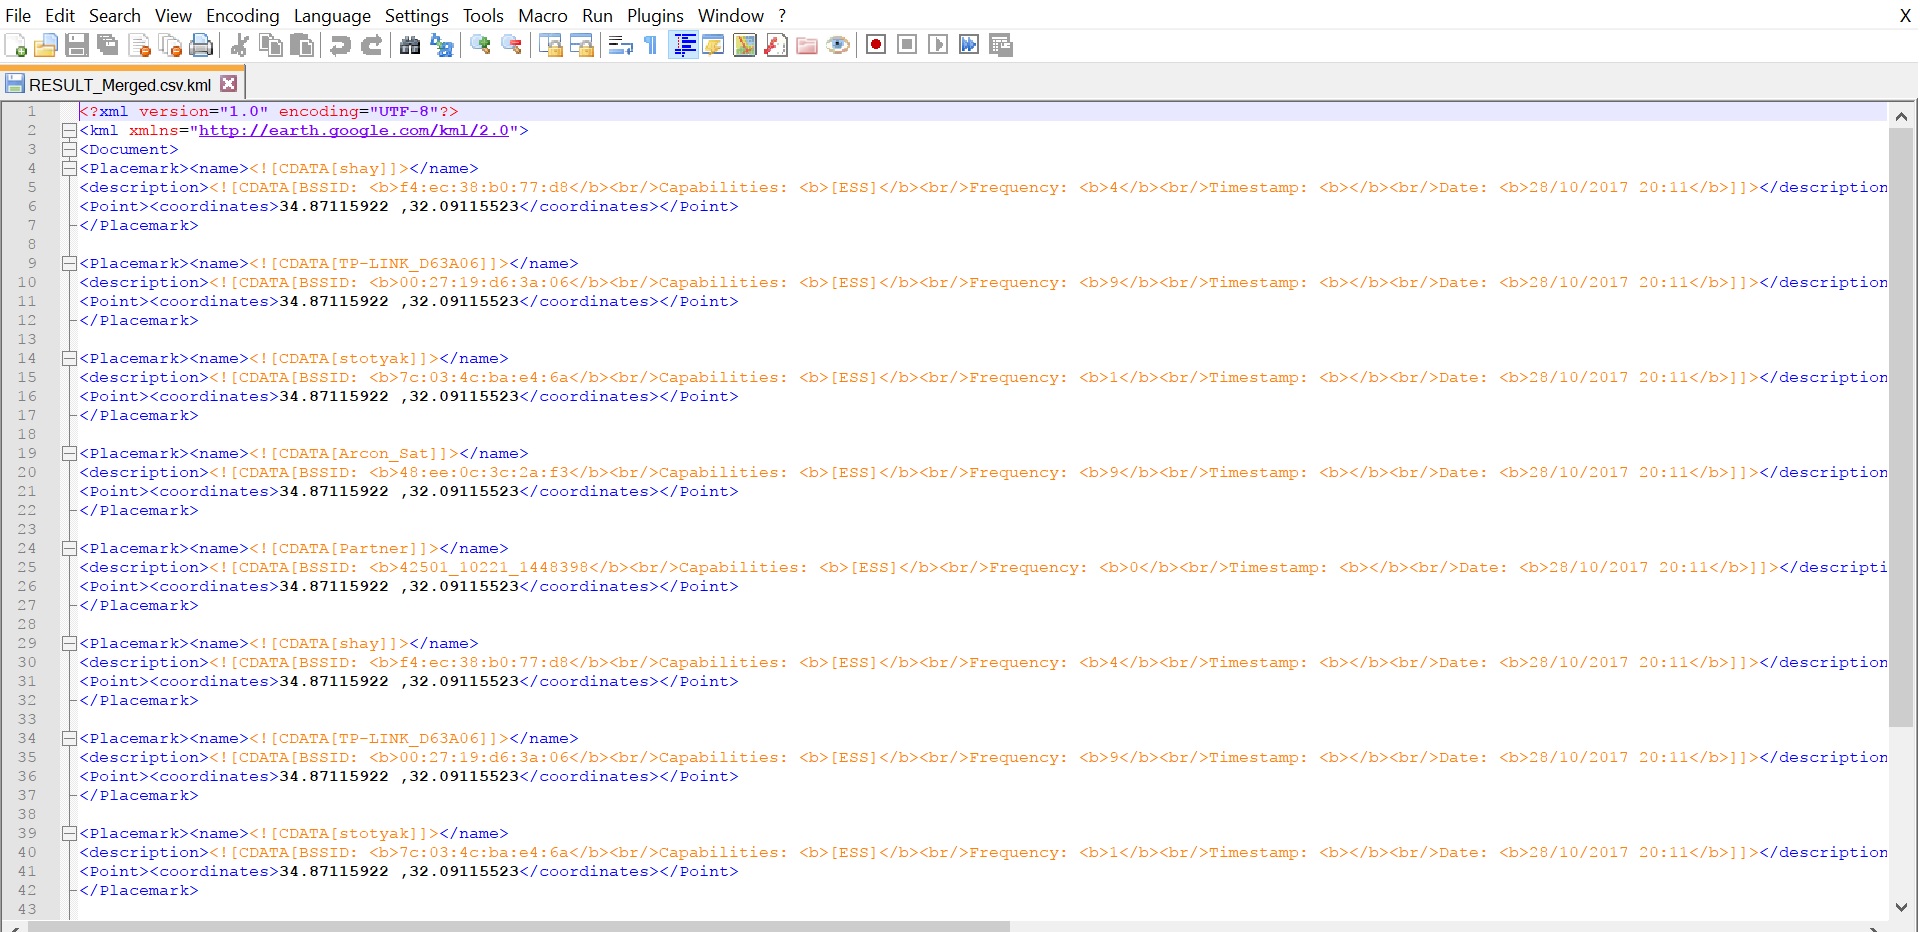 File Edit Search View Encoding Language Settings Tools Macro Run Plugins Window ? X
RESULT_Merged.csv.kml
1 <?xml version="1.0" encoding="UTF-8"?>
2 <kml xmlns="http://earth.google.com/kml/2.0">
3 <Document>
4 <Placemark><name><![CDATA[shay]]></name>
5 <description><![CDATA[BSSID: <b>f4:ec:38:b0:77:d8</b><br/>Capabilities: <b>[ESS]</b><br/>Frequency: <b>4</b><br/>Timestamp: <b></b><br/>Date: <b>28/10/2017 20:11</b>]]></description
6 <Point><coordinates>34.87115922 ,32.09115523</coordinates></Point>
7 </Placemark>
8
9 <Placemark><name><![CDATA[TP-LINK_D63A06]]></name>
10 <description><![CDATA[BSSID: <b>00:27:19:d6:3a:06</b><br/>Capabilities: <b>[ESS]</b><br/>Frequency: <b>9</b><br/>Timestamp: <b></b><br/>Date: <b>28/10/2017 20:11</b>]]></description
11 <Point><coordinates>34.87115922 ,32.09115523</coordinates></Point>
12 </Placemark>
13
14 <Placemark><name><![CDATA[stotyak]]></name>
15 <description><![CDATA[BSSID: <b>7c:03:4c:ba:e4:6a</b><br/>Capabilities: <b>[ESS]</b><br/>Frequency: <b>1</b><br/>Timestamp: <b></b><br/>Date: <b>28/10/2017 20:11</b>]]></description
16 <Point><coordinates>34.87115922 ,32.09115523</coordinates></Point>
17 </Placemark>
18
19 <Placemark><name><![CDATA[Arcon_Sat]]></name>
20 <description><![CDATA[BSSID: <b>48:ee:0c:3c:2a:f3</b><br/>Capabilities: <b>[ESS]</b><br/>Frequency: <b>9</b><br/>Timestamp: <b></b><br/>Date: <b>28/10/2017 20:11</b>]]></description
21 <Point><coordinates>34.87115922 ,32.09115523</coordinates></Point>
22 </Placemark>
23
24 <Placemark><name><![CDATA[Partner]]></name>
25 <description><![CDATA[BSSID: <b>42501_10221_1448398</b><br/>Capabilities: <b>[ESS]</b><br/>Frequency: <b>0</b><br/>Timestamp: <b></b><br/>Date: <b>28/10/2017 20:11</b>]]></descripti
26 <Point><coordinates>34.87115922 ,32.09115523</coordinates></Point>
27 </Placemark>
28
29 <Placemark><name><![CDATA[shay]]></name>
30 <description><![CDATA[BSSID: <b>f4:ec:38:b0:77:d8</b><br/>Capabilities: <b>[ESS]</b><br/>Frequency: <b>4</b><br/>Timestamp: <b></b><br/>Date: <b>28/10/2017 20:11</b>]]></description
31 <Point><coordinates>34.87115922 ,32.09115523</coordinates></Point>
32 </Placemark>
33
34 <Placemark><name><![CDATA[TP-LINK_D63A06]]></name>
35 <description><![CDATA[BSSID: <b>00:27:19:d6:3a:06</b><br/>Capabilities: <b>[ESS]</b><br/>Frequency: <b>9</b><br/>Timestamp: <b></b><br/>Date: <b>28/10/2017 20:11</b>]]></description
36 <Point><coordinates>34.87115922 ,32.09115523</coordinates></Point>
37 </Placemark>
38
39 <Placemark><name><![CDATA[stotyak]]></name>
40 <description><![CDATA[BSSID: <b>7c:03:4c:ba:e4:6a</b><br/>Capabilities: <b>[ESS]</b><br/>Frequency: <b>1</b><br/>Timestamp: <b></b><br/>Date: <b>28/10/2017 20:11</b>]]></description
41 <Point><coordinates>34.87115922 ,32.09115523</coordinates></Point>
42 </Placemark>
43